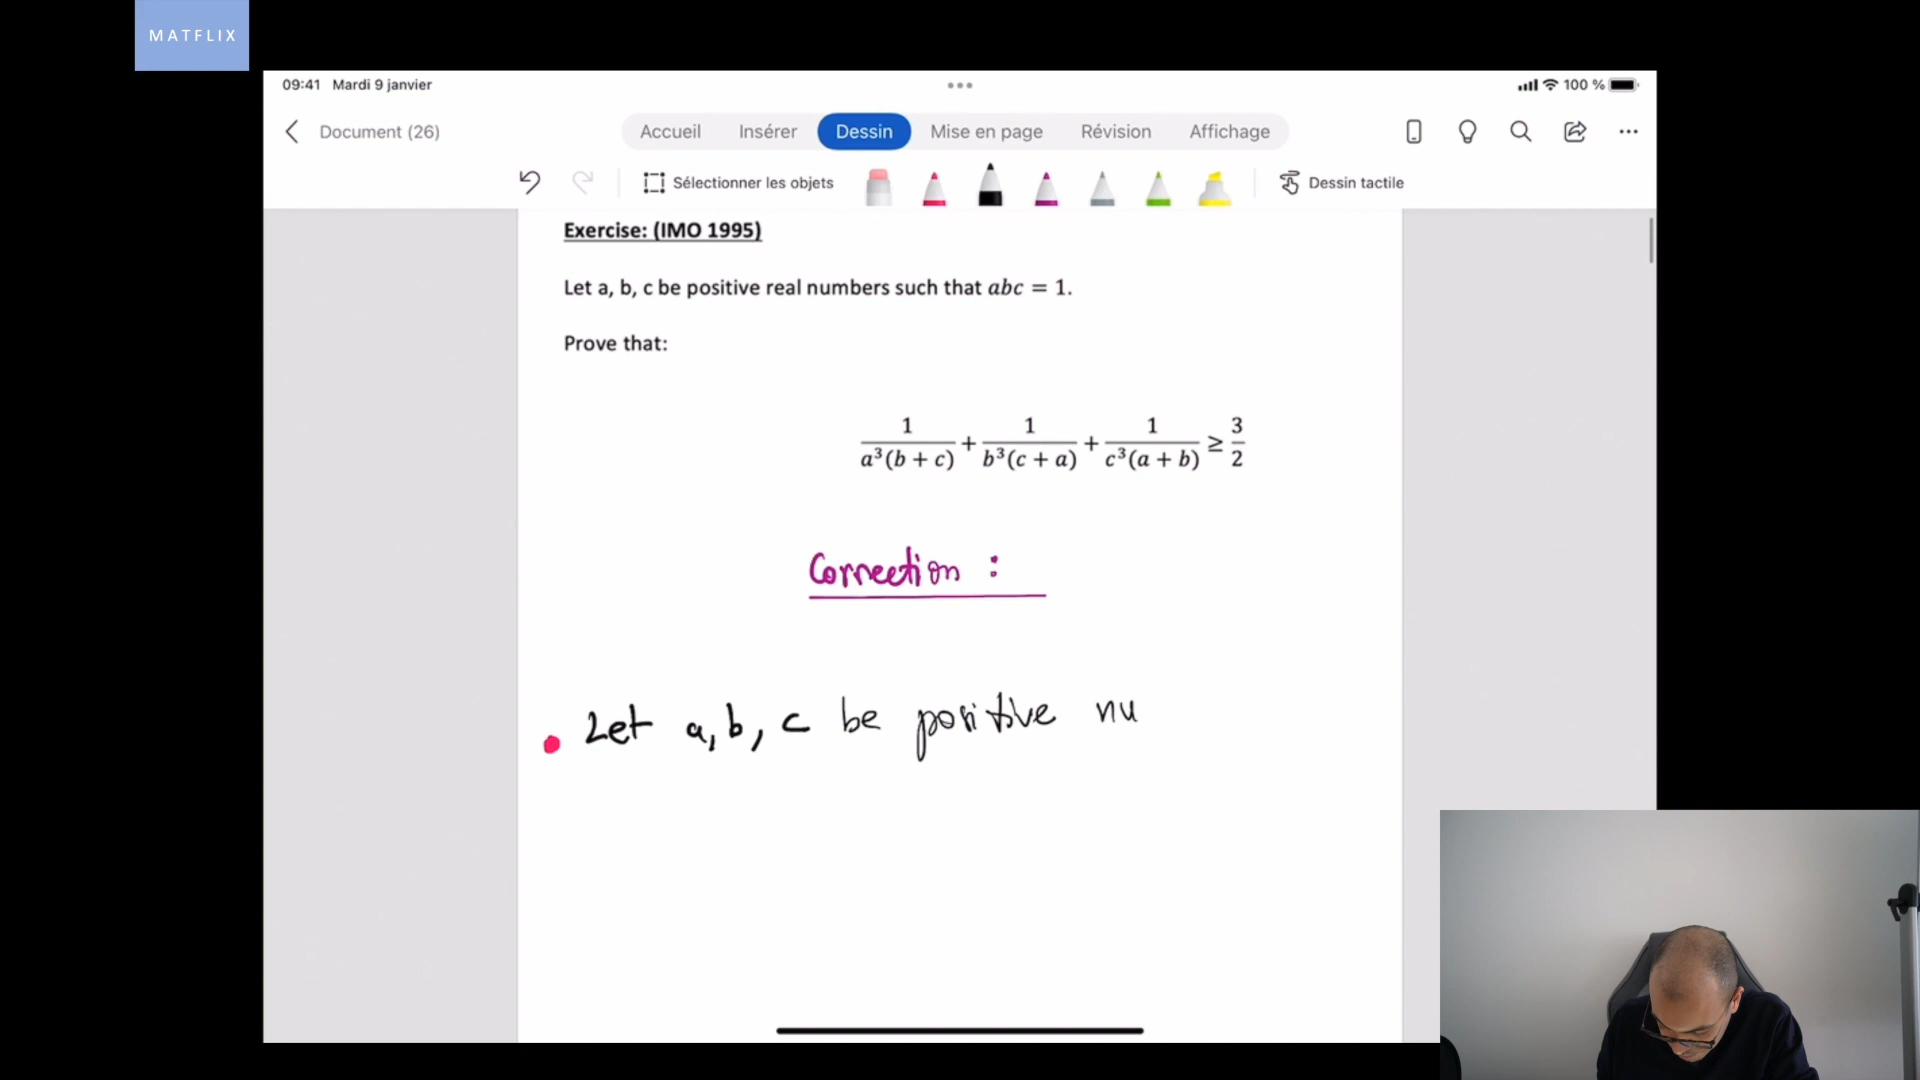 MATFLIX
09:41 Mardi 9 janvier
100 %
Document (26)
Accueil Insérer Dessin Mise en page Révision Affichage
Sélectionner les objets
Dessin tactile
Exercise: (IMO 1995)
Let a, b, c be positive real numbers such that abc = 1.
Prove that:
1/(a³(b + c)) + 1/(b³(c + a)) + 1/(c³(a + b)) ≥ 3/2
Correction :
• Let a, b, c be positive nu